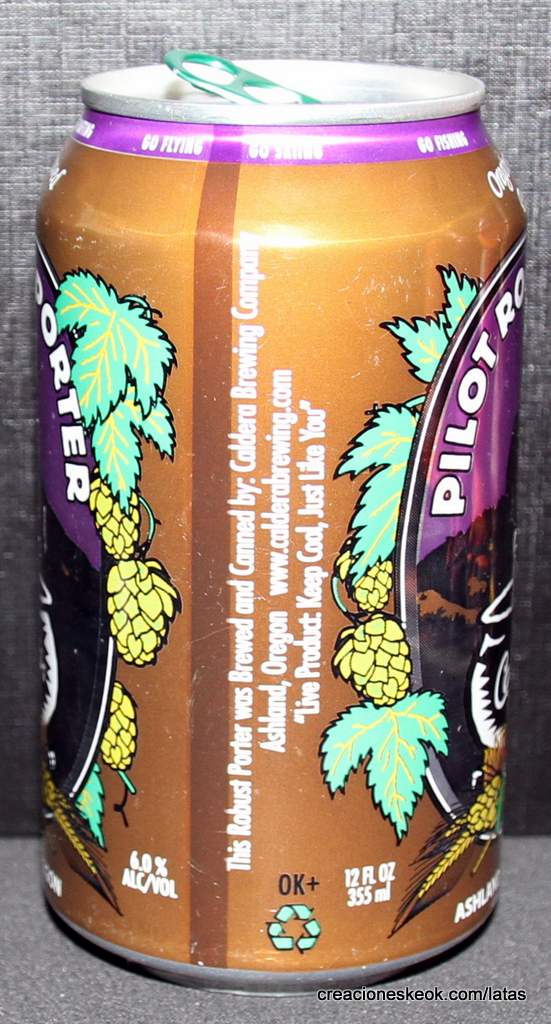 GO FLYING
GO SKIING
GO FISHING
PORTER
PILOT RO
This Robust Porter was Brewed and Canned by: Caldera Brewing Company
Ashland, Oregon www.calderabrewing.com
"Live Product: Keep Cool, Just Like You"
6.0 %
ALC/VOL
OK+
12 FL OZ
355 ml
ASHLA
creacioneskeok.com/latas